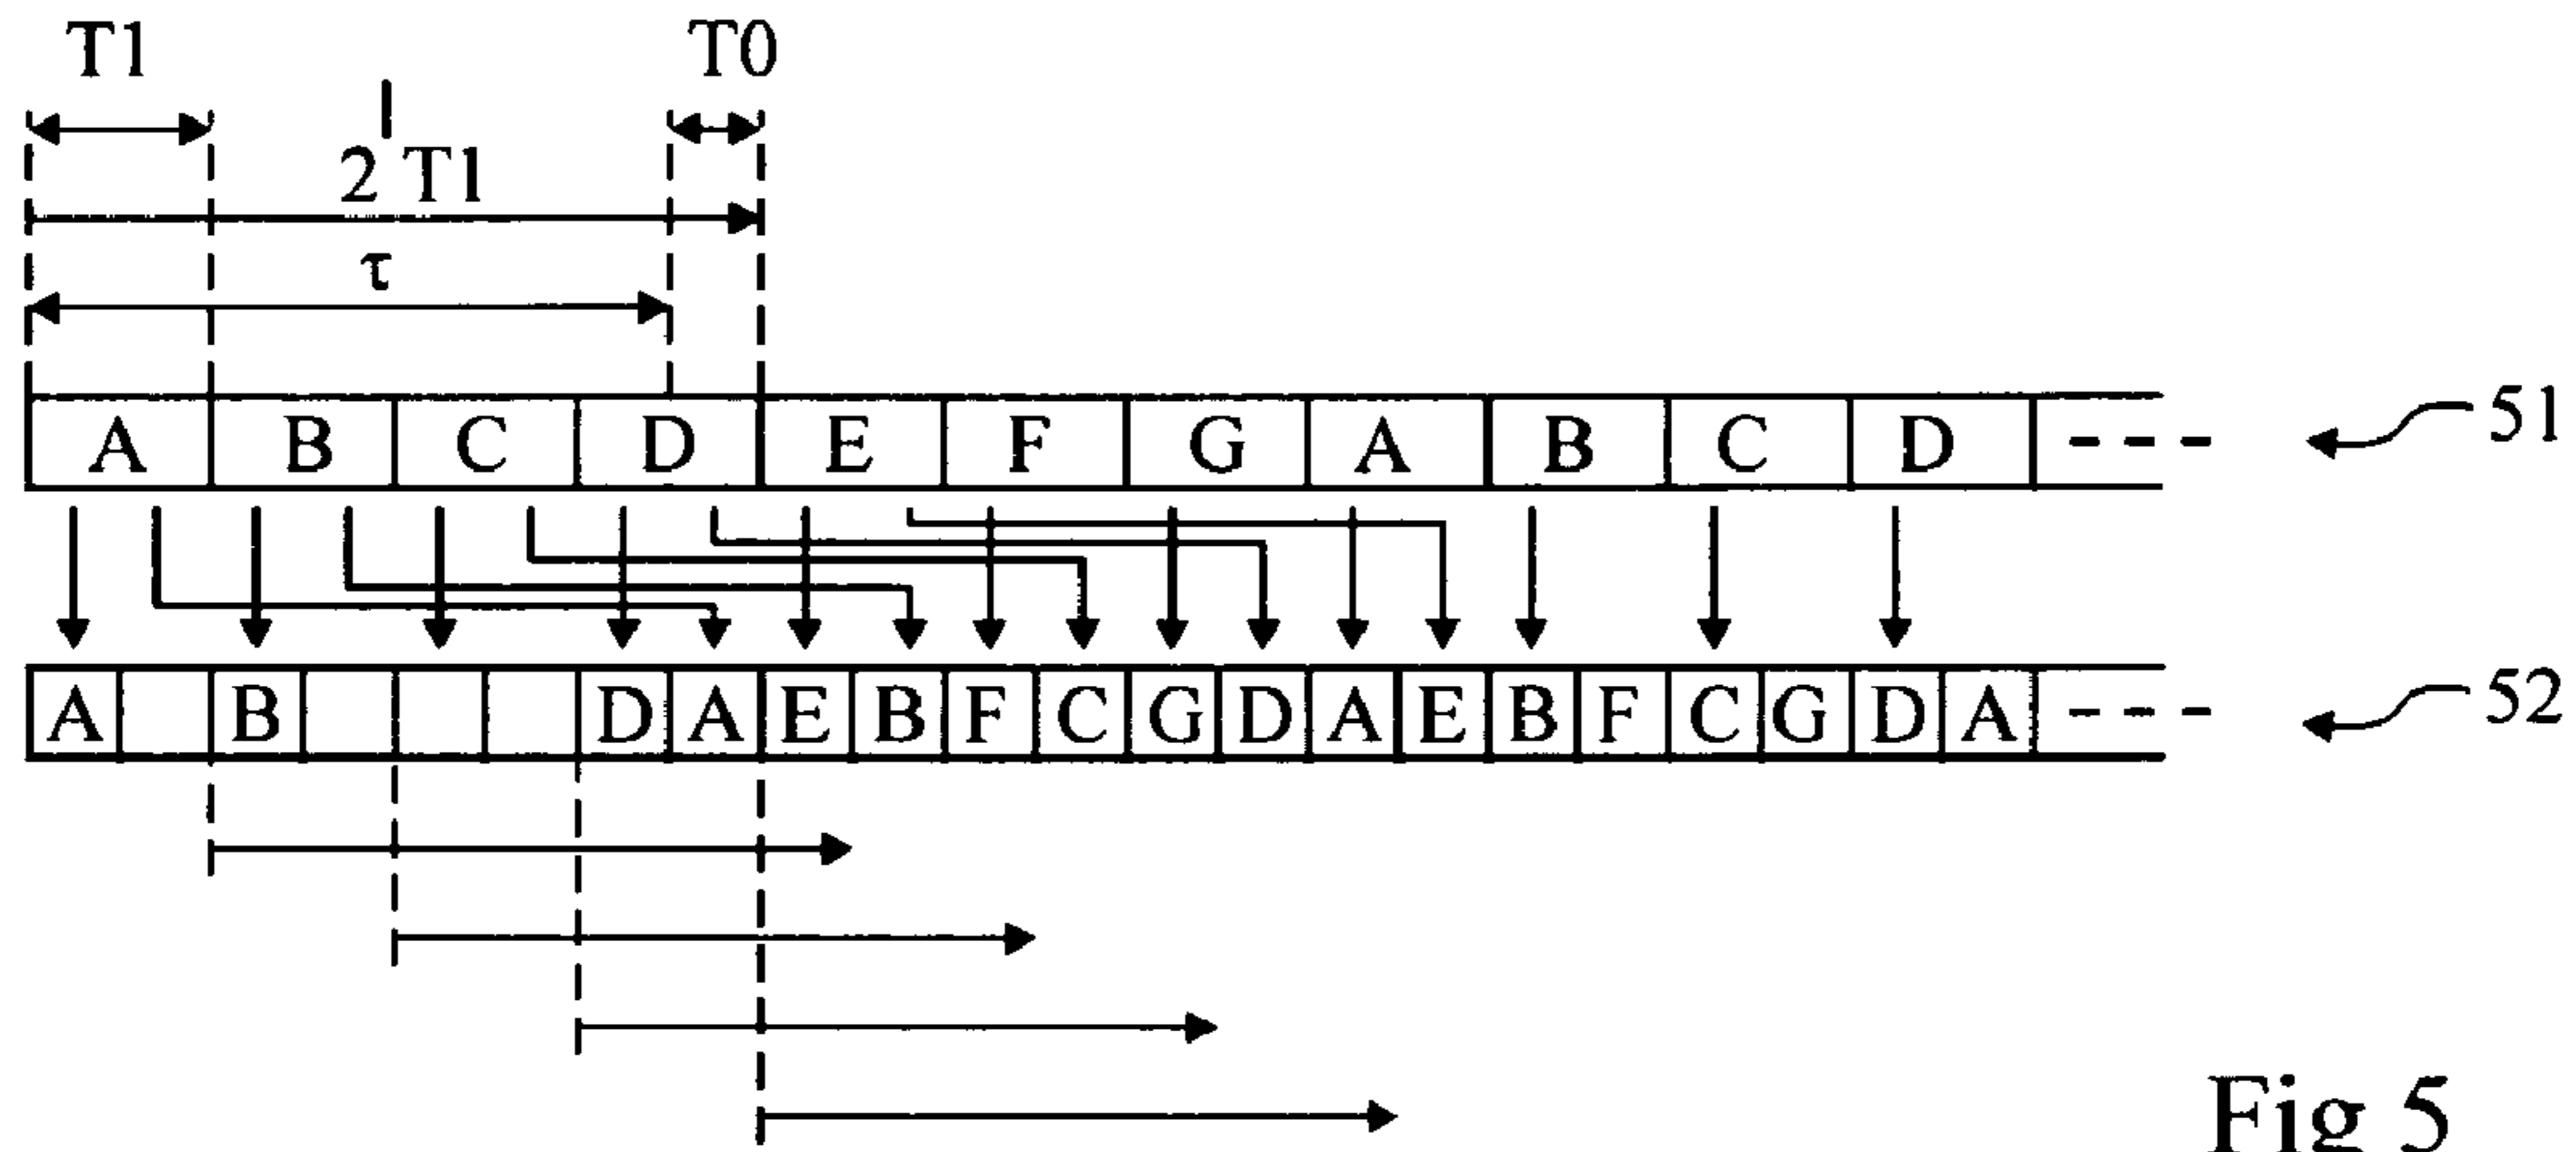 T1 T0
2 T1
τ
A B C D E F G A B C D - - - 51
A B D A E B F C G D A E B F C G D A - - - 52
Fig 5